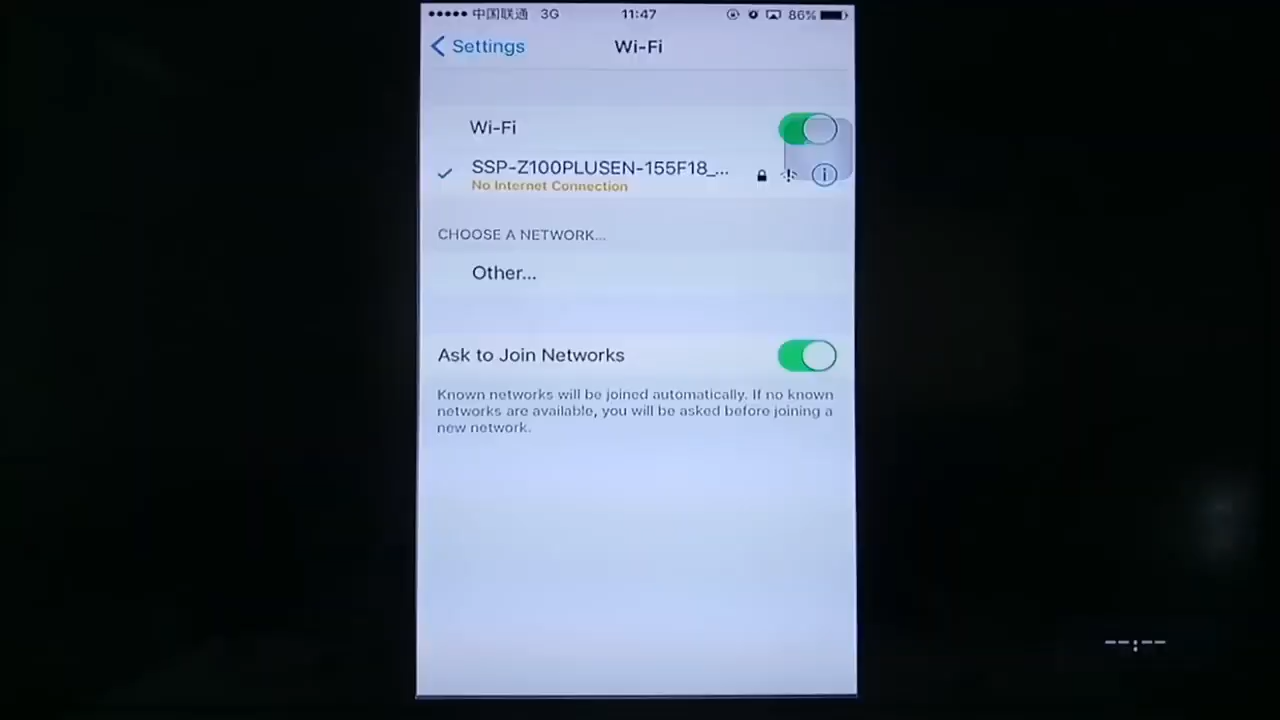 中国联通 3G 11:47 86%
Settings Wi-Fi
Wi-Fi
SSP-Z100PLUSEN-155F18_...
No Internet Connection
CHOOSE A NETWORK...
Other...
Ask to Join Networks
Known networks will be joined automatically. If no known
networks are available, you will be asked before joining a
new network.
--:--